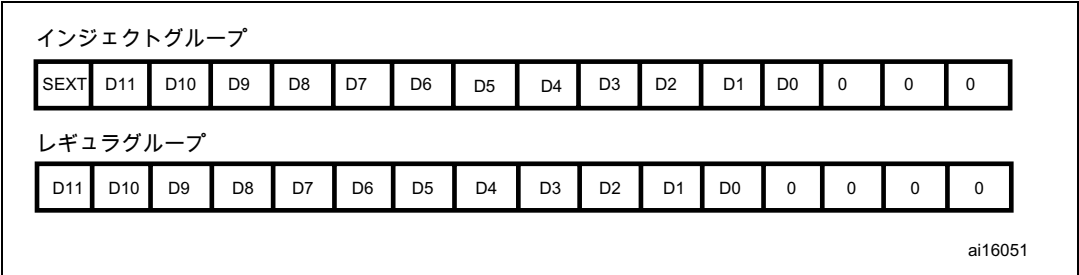 インジェクトグループ
SEXT D11 D10 D9 D8 D7 D6 D5 D4 D3 D2 D1 D0 0 0 0
レギュラグループ
D11 D10 D9 D8 D7 D6 D5 D4 D3 D2 D1 D0 0 0 0 0
ai16051